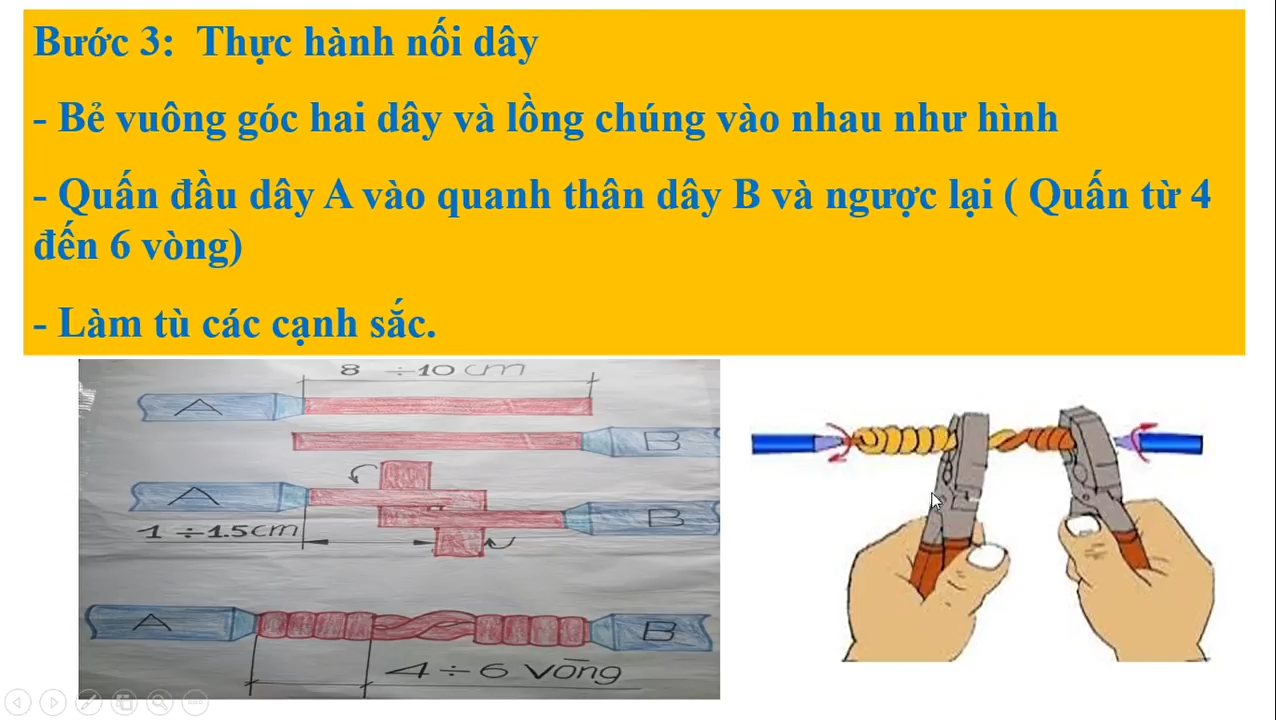 Bước 3: Thực hành nối dây
- Bẻ vuông góc hai dây và lồng chúng vào nhau như hình
- Quấn đầu dây A vào quanh thân dây B và ngược lại ( Quấn từ 4
đến 6 vòng)
- Làm tù các cạnh sắc.
8 ÷10 cm
A
B
A
B
1 ÷1.5cm
A
B
4÷6 Vòng